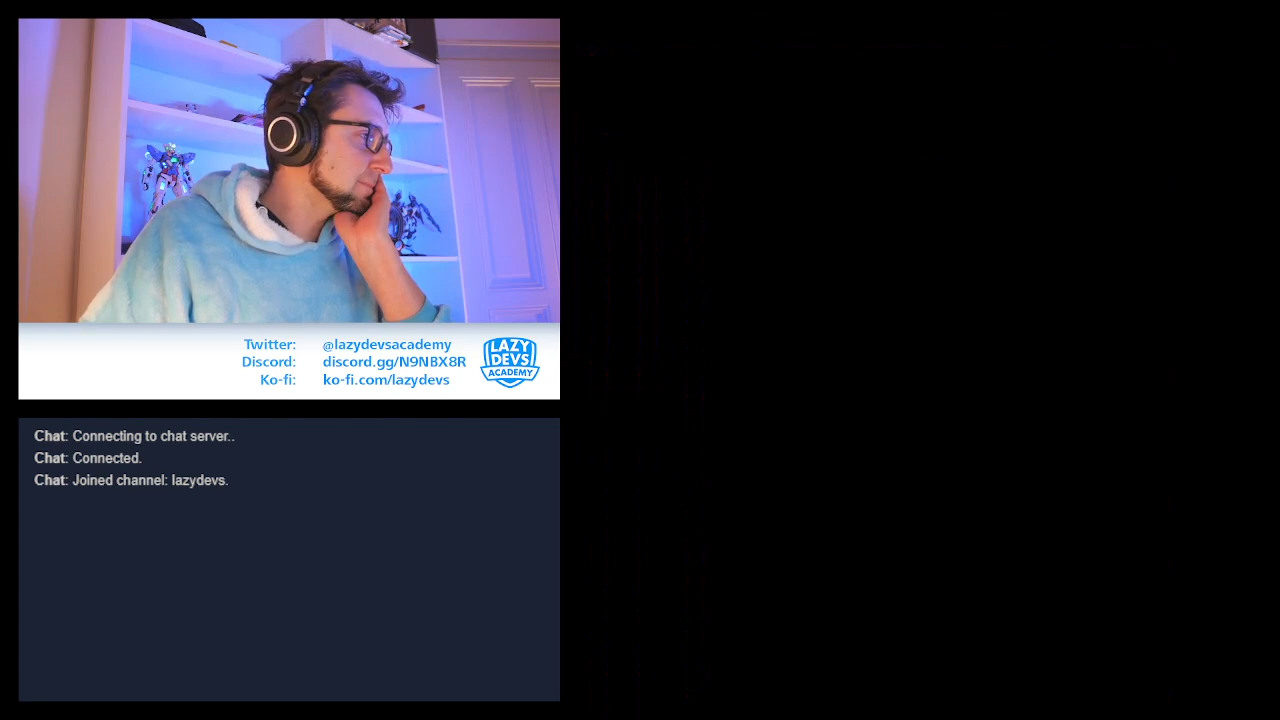 Twitter: @lazydevsacademy
Discord: discord.gg/N9NBX8R
Ko-fi: ko-fi.com/lazydevs
LAZY
DEVS
ACADEMY
Chat: Connecting to chat server..
Chat: Connected.
Chat: Joined channel: lazydevs.